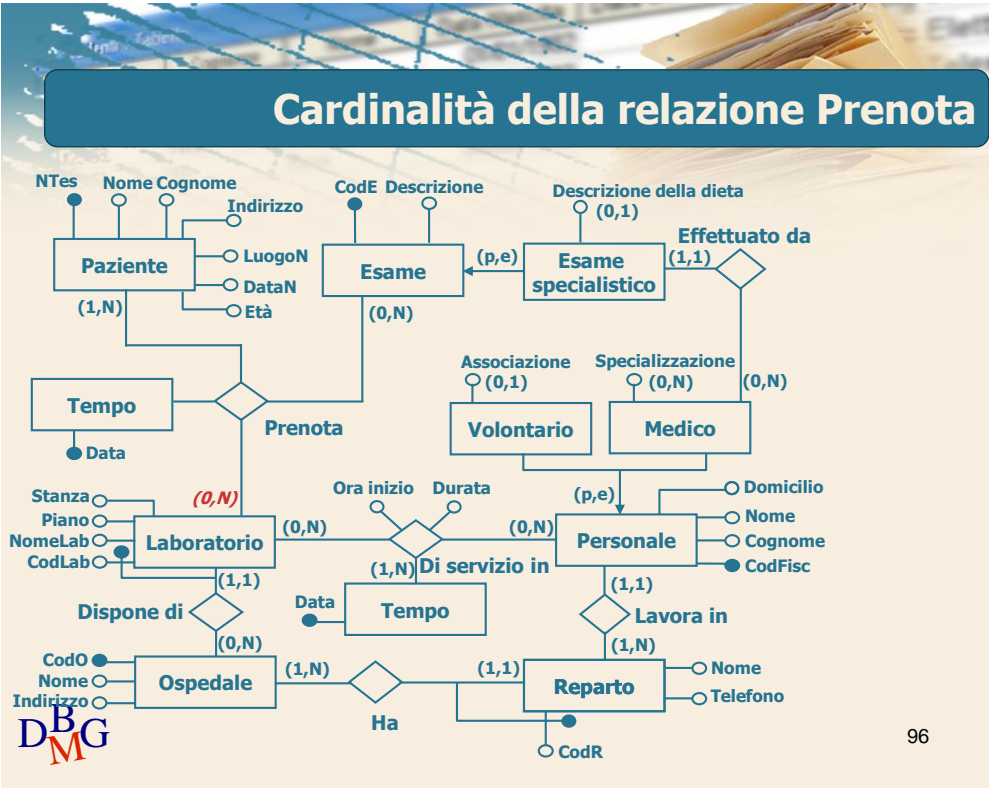 Cardinalità della relazione Prenota
NTes
Nome Cognome
Indirizzo
LuogoN
DataN
Età
Paziente
(1,N)
CodE Descrizione
Esame
(0,N)
(p,e)
Descrizione della dieta
(0,1)
Esame
specialistico
(1,1)
Effettuato da
(0,N)
Tempo
Data
Prenota
Associazione
(0,1)
Volontario
Specializzazione
(0,N)
Medico
(p,e)
Stanza
Piano
NomeLab
CodLab
(0,N)
Laboratorio
(1,1)
(0,N)
Ora inizio Durata
(0,N)
(1,N)
Di servizio in
Data
Tempo
Personale
Domicilio
Nome
Cognome
CodFisc
(1,1)
Lavora in
(1,N)
Dispone di
(0,N)
CodO
Nome
Indirizzo
Ospedale
(1,N)
Ha
(1,1)
Reparto
Nome
Telefono
CodR
DBMG
96